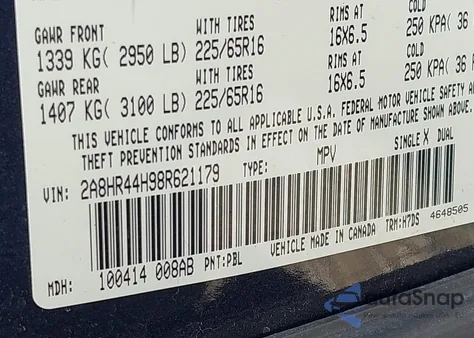 GAWR FRONT WITH TIRES RIMS AT COLD
1339 KG( 2950 LB) 225/65R16 16X6.5 250 KPA( 36
GAWR REAR WITH TIRES RIMS AT COLD
1407 KG( 3100 LB) 225/65R16 16X6.5 250 KPA( 36
THIS VEHICLE CONFORMS TO ALL APPLICABLE U.S.A. FEDERAL MOTOR VEHICLE SAFETY
THEFT PREVENTION STANDARDS IN EFFECT ON THE DATE OF MANUFACTURE SHOWN ABOVE.
VIN: 2A8HR44H98R621179 TYPE: MPV SINGLE X DUAL
MDH: 100414 008AB PNT:PBL VEHICLE MADE IN CANADA TRM:H7DS 4648505